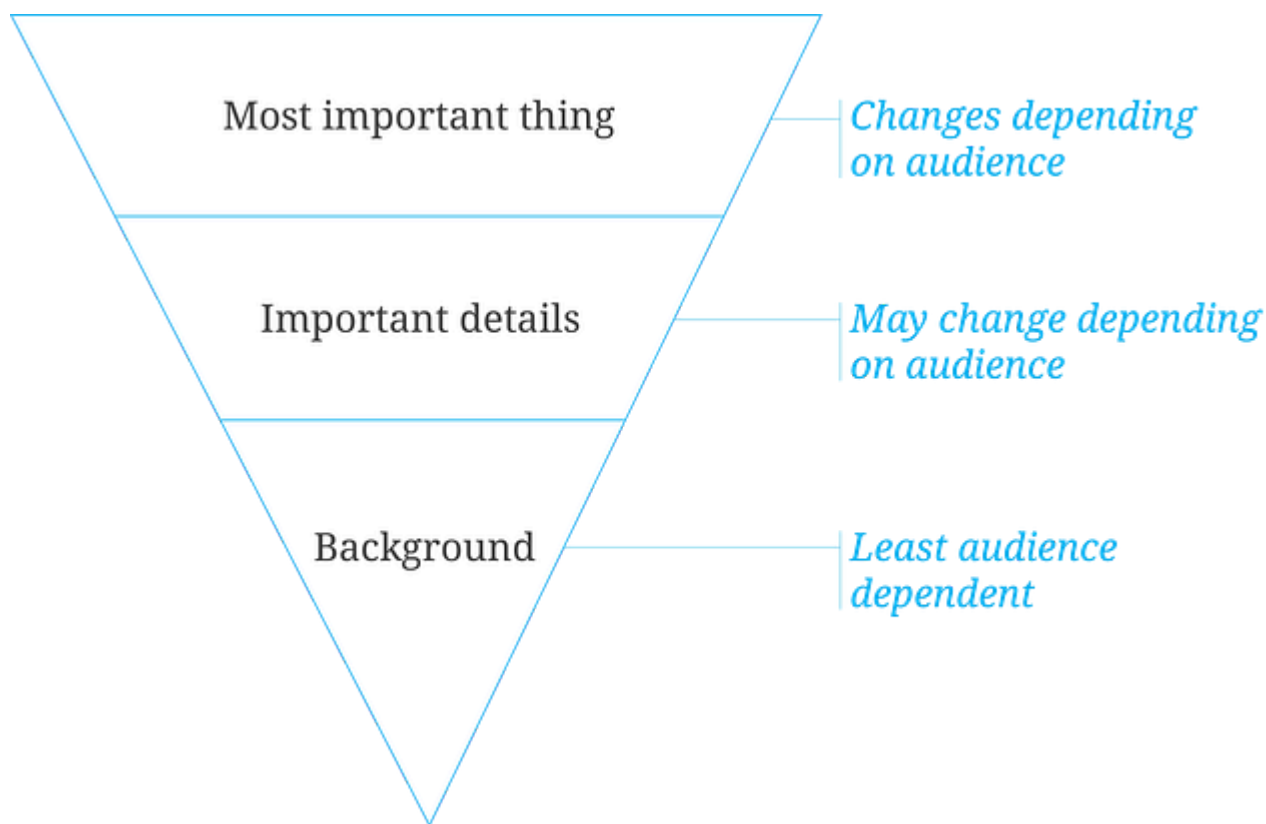 Most important thing
Changes depending
on audience
Important details
May change depending
on audience
Background
Least audience
dependent